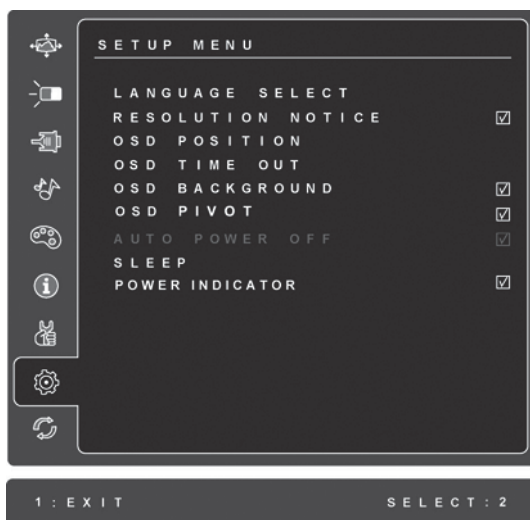 SETUP MENU
LANGUAGE SELECT
RESOLUTION NOTICE
OSD POSITION
OSD TIME OUT
OSD BACKGROUND
OSD PIVOT
AUTO POWER OFF
SLEEP
POWER INDICATOR
1:EXIT SELECT:2